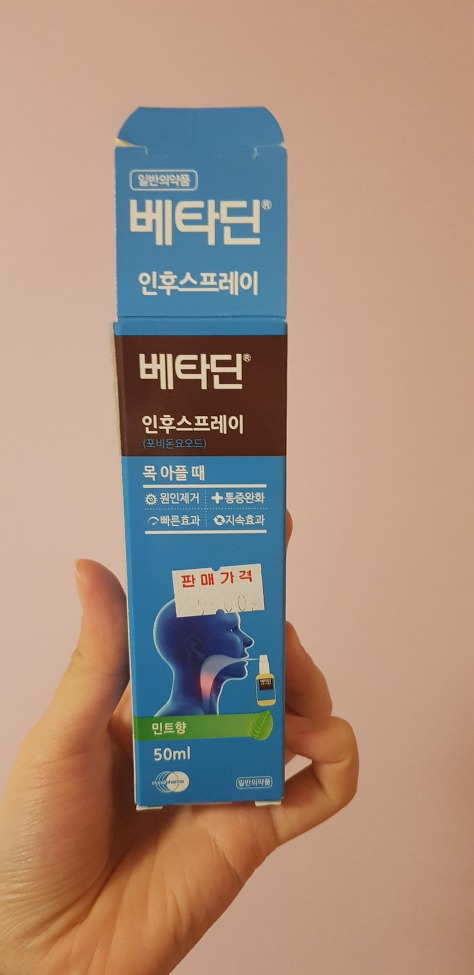 일반의약품
베타딘®
인후스프레이
베타딘®
인후스프레이
(포비돈요오드)
목 아플 때
원인제거 통증완화
빠른효과 지속효과
판매가격
민트향
50ml
mundipharma
일반의약품